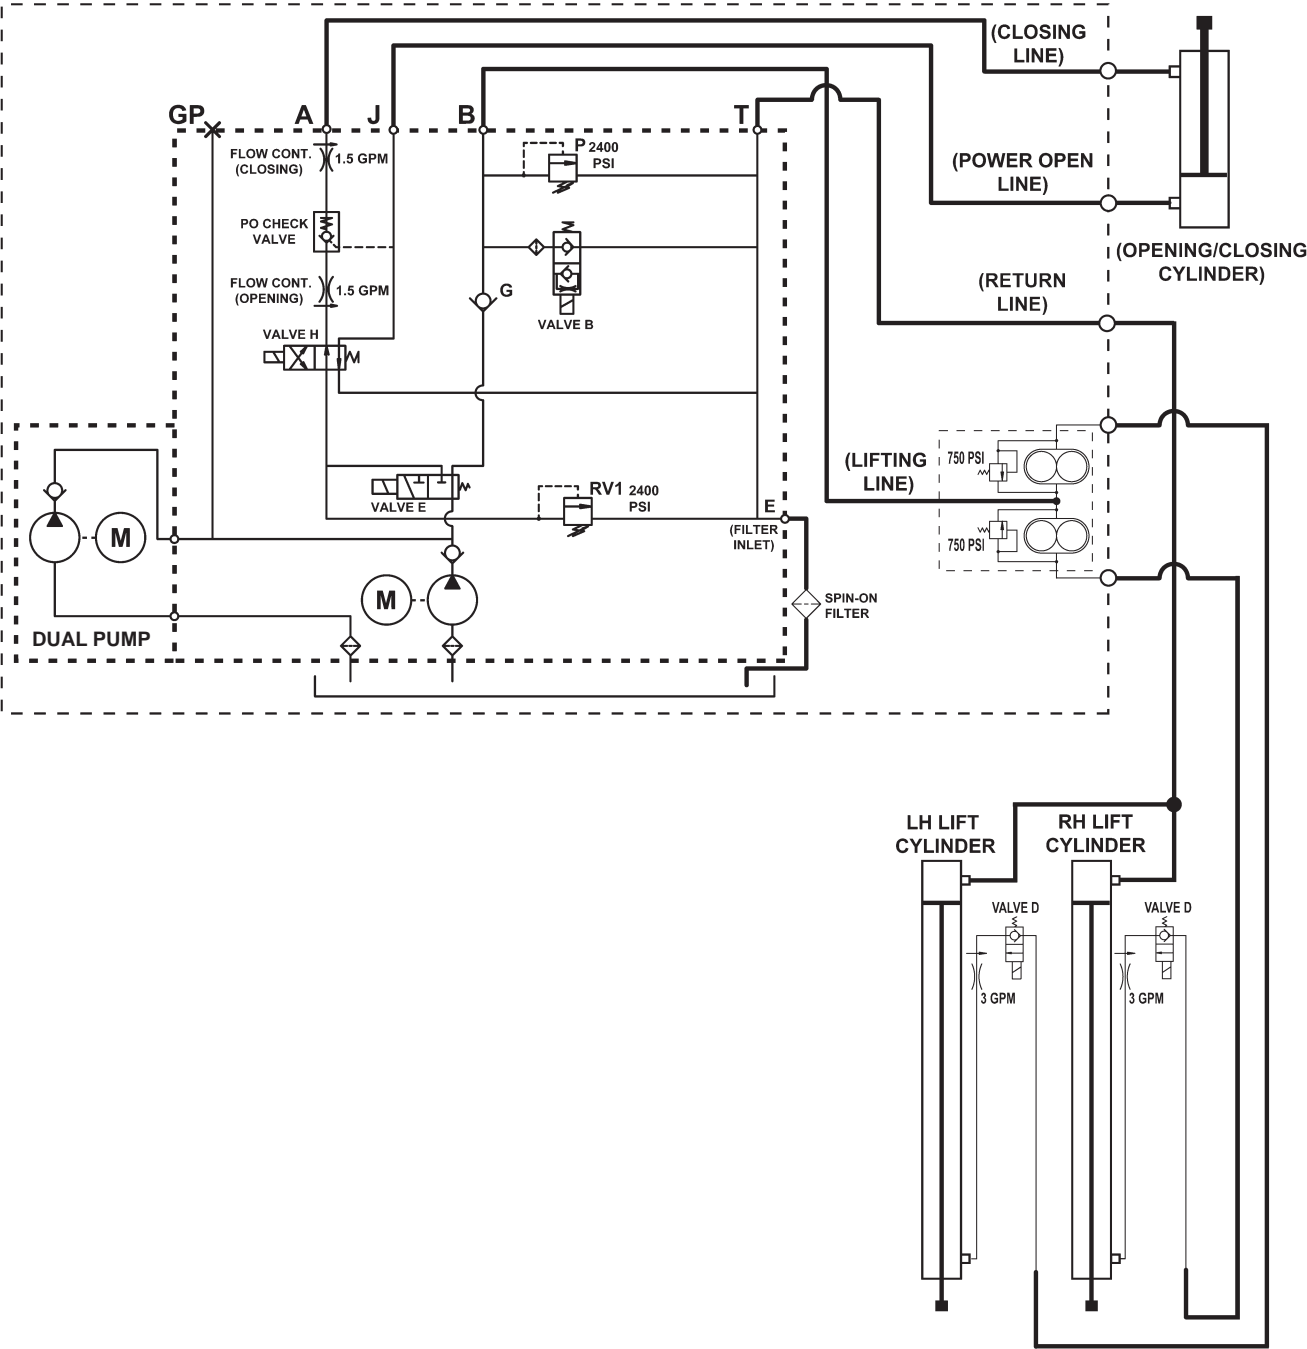 (CLOSING
LINE)
GP
A
J
B
T
FLOW CONT.
(CLOSING)
1.5 GPM
P 2400
PSI
(POWER OPEN
LINE)
PO CHECK
VALVE
(OPENING/CLOSING
CYLINDER)
FLOW CONT.
(OPENING)
1.5 GPM
G
(RETURN
LINE)
VALVE B
VALVE H
(LIFTING
LINE)
750 PSI
VALVE E
RV1 2400
PSI
E
(FILTER
INLET)
750 PSI
M
M
SPIN-ON
FILTER
DUAL PUMP
LH LIFT
CYLINDER
RH LIFT
CYLINDER
VALVE D
VALVE D
3 GPM
3 GPM